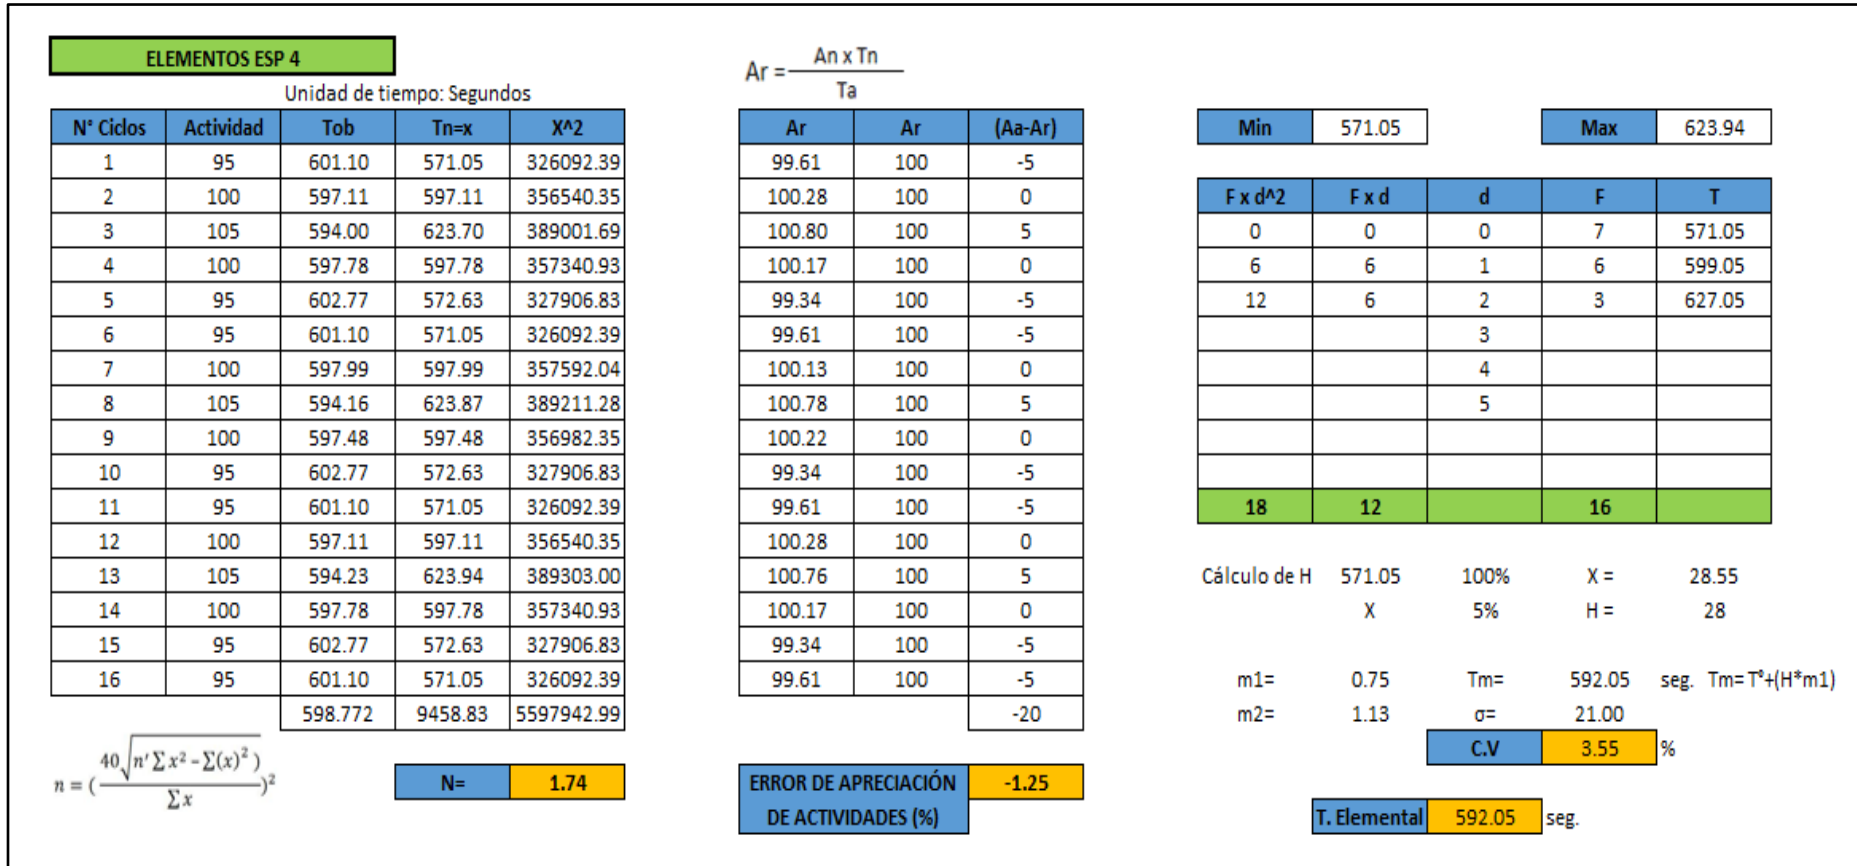 ELEMENTOS ESP 4
Unidad de tiempo: Segundos
N° Ciclos Actividad Tob Tn=x X^2
1 95 601.10 571.05 326092.39
2 100 597.11 597.11 356540.35
3 105 594.00 623.70 389001.69
4 100 597.78 597.78 357340.93
5 95 602.77 572.63 327906.83
6 95 601.10 571.05 326092.39
7 100 597.99 597.99 357592.04
8 105 594.16 623.87 389211.28
9 100 597.48 597.48 356982.35
10 95 602.77 572.63 327906.83
11 95 601.10 571.05 326092.39
12 100 597.11 597.11 356540.35
13 105 594.23 623.94 389303.00
14 100 597.78 597.78 357340.93
15 95 602.77 572.63 327906.83
16 95 601.10 571.05 326092.39
598.772 9458.83 5597942.99
n = ( 40√(n′ ∑ x² − ∑(x)² ) / ∑ x )²
N= 1.74
Ar = An x Tn / Ta
Ar Ar (Aa-Ar)
99.61 100 -5
100.28 100 0
100.80 100 5
100.17 100 0
99.34 100 -5
99.61 100 -5
100.13 100 0
100.78 100 5
100.22 100 0
99.34 100 -5
99.61 100 -5
100.28 100 0
100.76 100 5
100.17 100 0
99.34 100 -5
99.61 100 -5
-20
ERROR DE APRECIACIÓN -1.25
DE ACTIVIDADES (%)
Min 571.05 Max 623.94
F x d^2 F x d d F T
0 0 0 7 571.05
6 6 1 6 599.05
12 6 2 3 627.05
3
4
5
18 12 16
Cálculo de H 571.05 100% X = 28.55
X 5% H = 28
m1= 0.75 Tm= 592.05 seg. Tm= T°+(H*m1)
m2= 1.13 σ= 21.00
C.V 3.55 %
T. Elemental 592.05 seg.